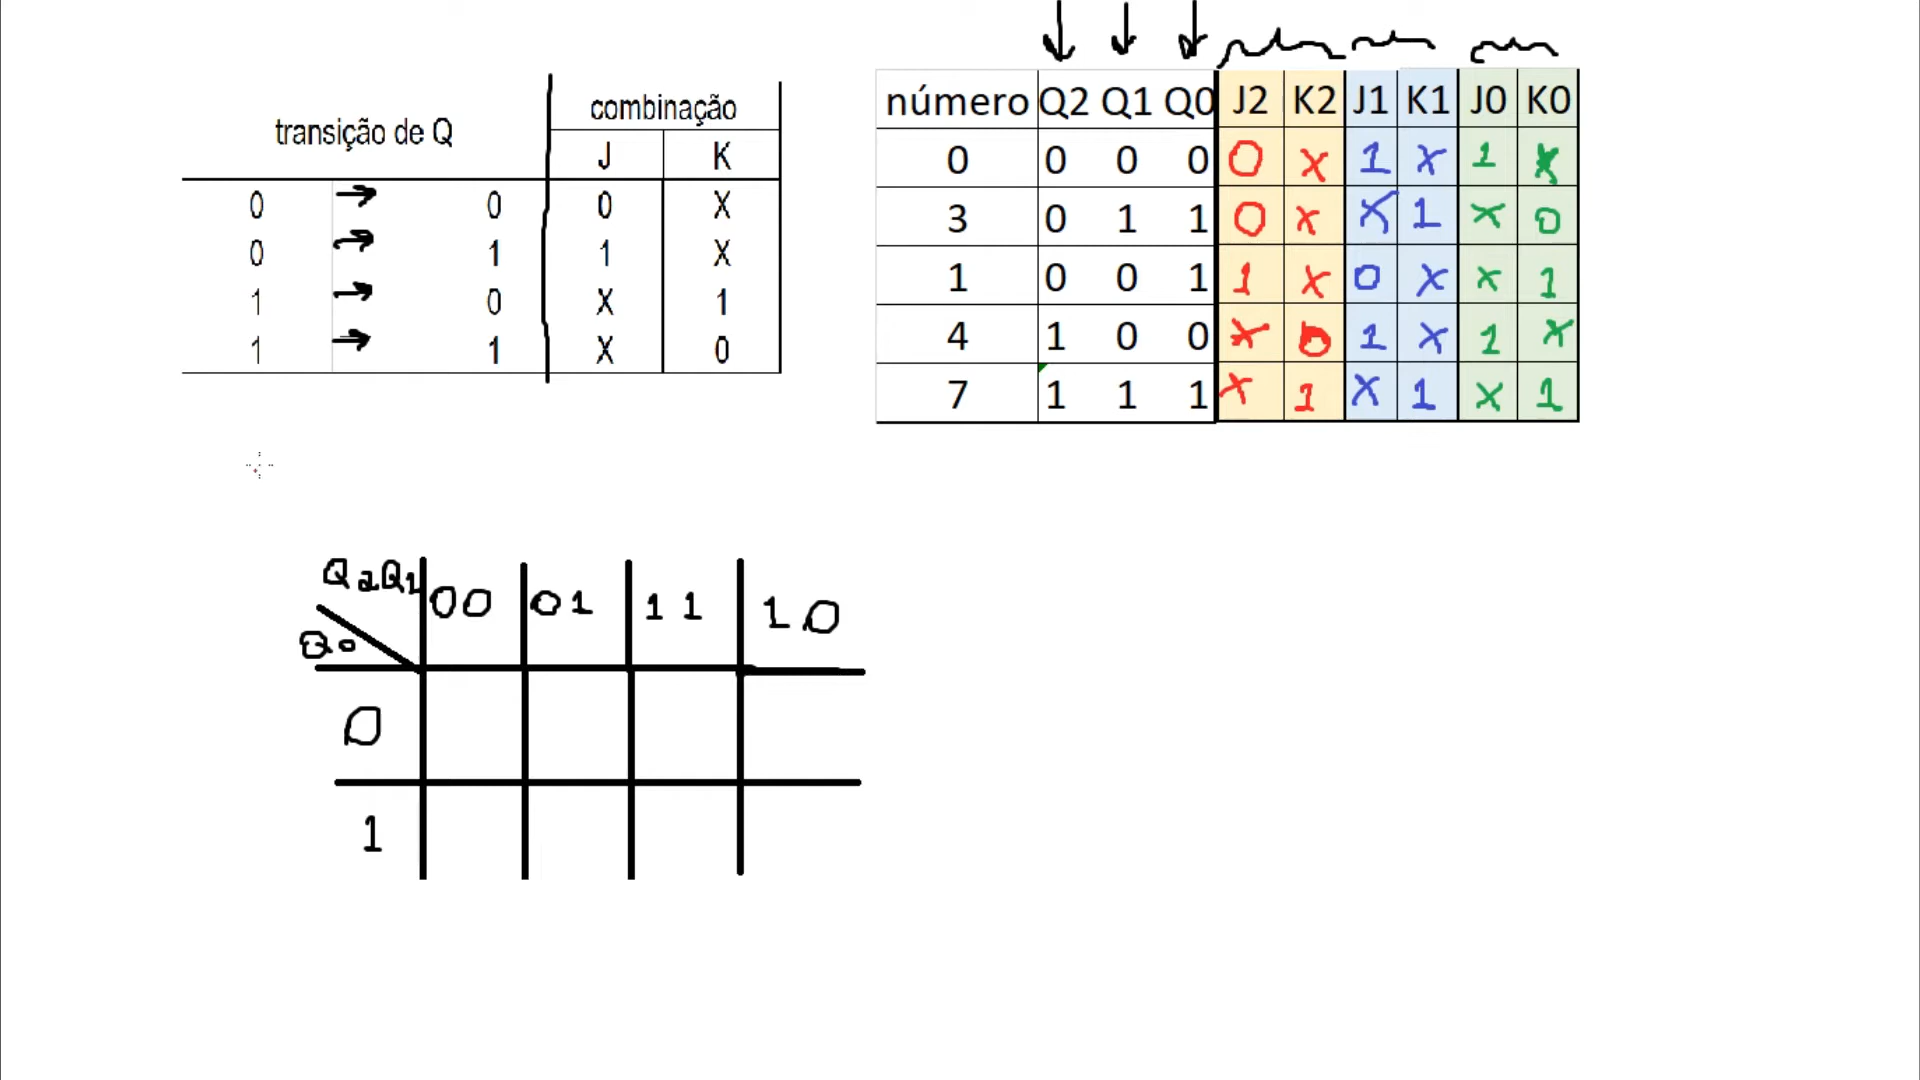 transição de Q combinação
J K
0 → 0 0 X
0 → 1 1 X
1 → 0 X 1
1 → 1 X 0
número Q2 Q1 Q0 J2 K2 J1 K1 J0 K0
0 0 0 0 0 x 1 x 1 x
3 0 1 1 0 x x 1 x 0
1 0 0 1 1 x 0 x x 1
4 1 0 0 x 0 1 x 1 x
7 1 1 1 x 1 x 1 x 1
Q2Q1 00 01 11 10
Q0
0
1